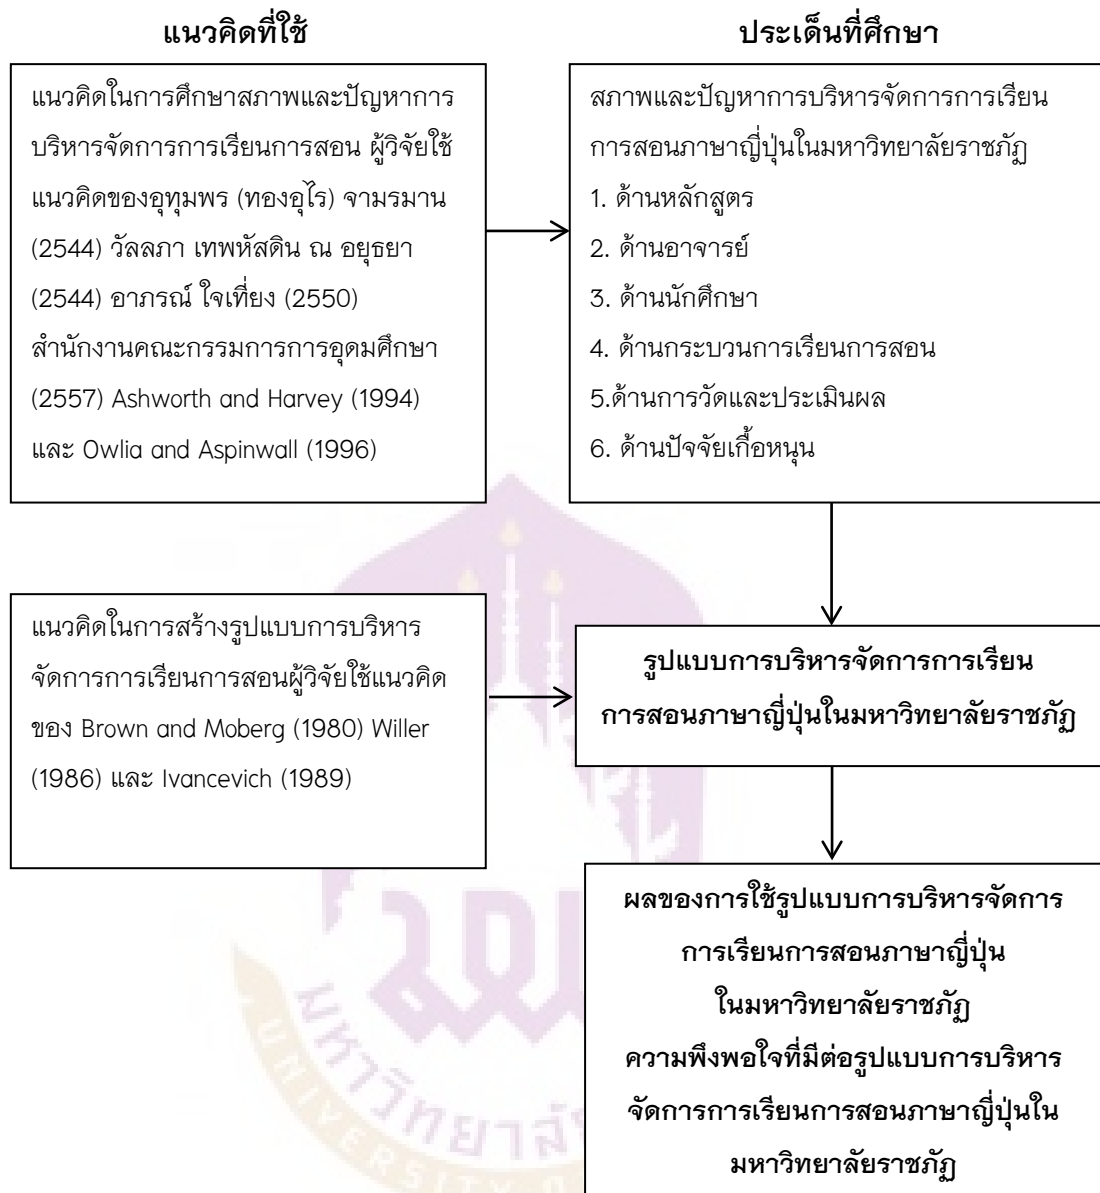 แนวคิดที่ใช้
ประเด็นที่ศึกษา
แนวคิดในการศึกษาสภาพและปัญหาการ
บริหารจัดการการเรียนการสอน ผู้วิจัยใช้
แนวคิดของอุทุมพร (ทองอุไร) จามรมาน
(2544) วัลลภา เทพหัสดิน ณ อยุธยา
(2544) อาภรณ์ ใจเที่ยง (2550)
สำนักงานคณะกรรมการการอุดมศึกษา
(2557) Ashworth and Harvey (1994)
และ Owlia and Aspinwall (1996)
สภาพและปัญหาการบริหารจัดการการเรียน
การสอนภาษาญี่ปุ่นในมหาวิทยาลัยราชภัฏ
1. ด้านหลักสูตร
2. ด้านอาจารย์
3. ด้านนักศึกษา
4. ด้านกระบวนการเรียนการสอน
5.ด้านการวัดและประเมินผล
6. ด้านปัจจัยเกื้อหนุน
แนวคิดในการสร้างรูปแบบการบริหาร
จัดการการเรียนการสอนผู้วิจัยใช้แนวคิด
ของ Brown and Moberg (1980) Willer
(1986) และ Ivancevich (1989)
รูปแบบการบริหารจัดการการเรียน
การสอนภาษาญี่ปุ่นในมหาวิทยาลัยราชภัฏ
ผลของการใช้รูปแบบการบริหารจัดการ
การเรียนการสอนภาษาญี่ปุ่น
ในมหาวิทยาลัยราชภัฏ
ความพึงพอใจที่มีต่อรูปแบบการบริหาร
จัดการการเรียนการสอนภาษาญี่ปุ่นใน
มหาวิทยาลัยราชภัฏ